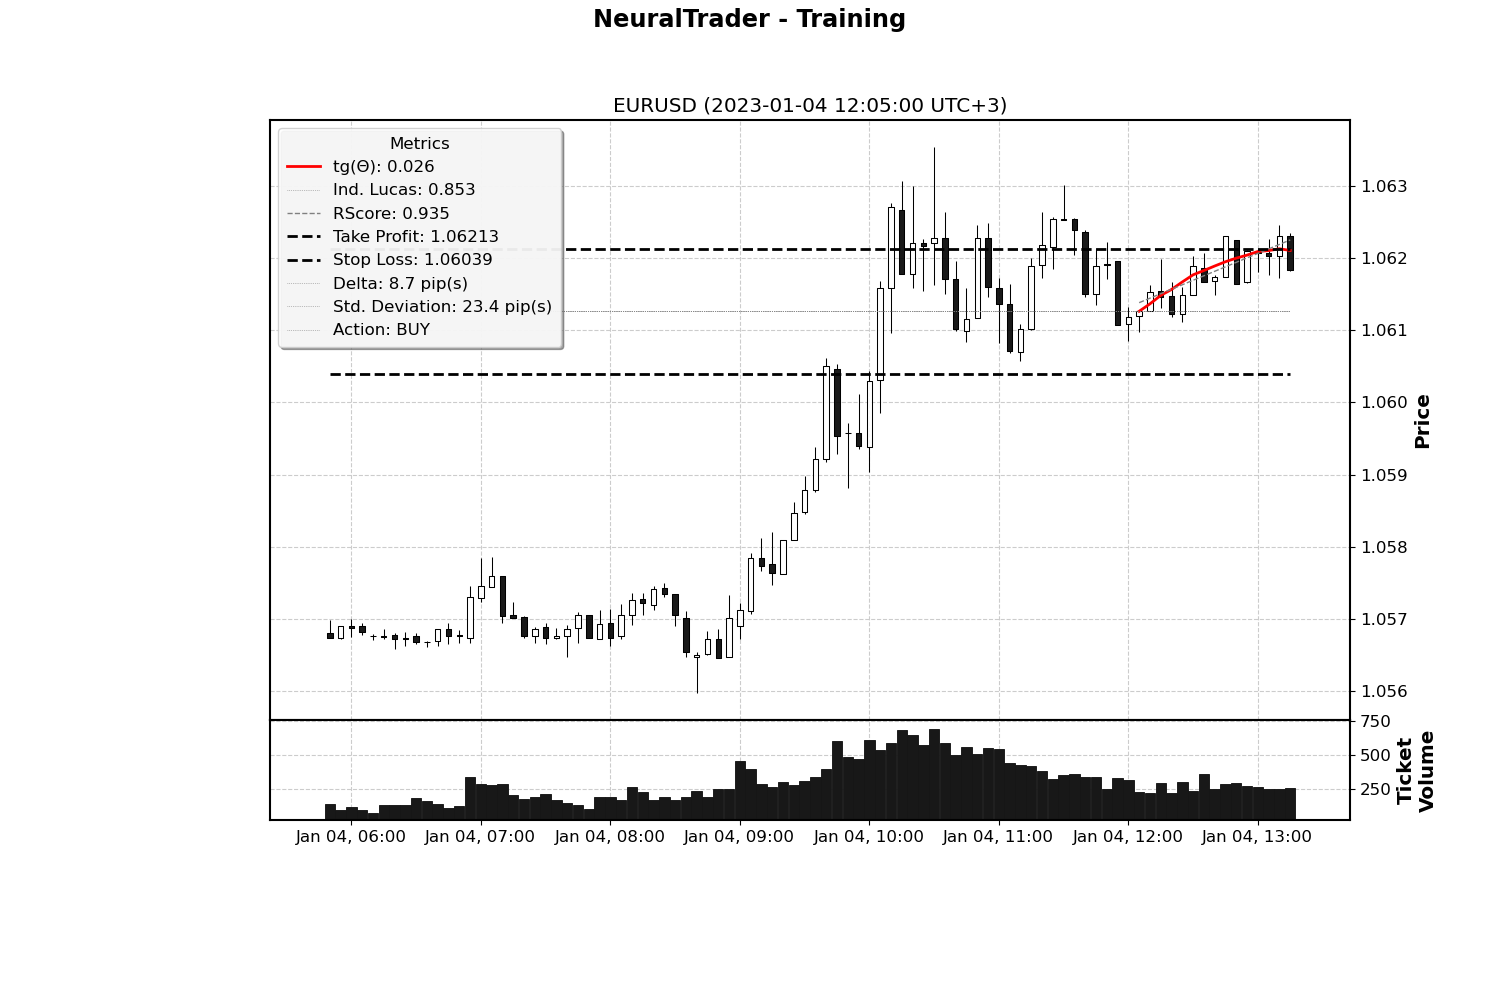 NeuralTrader - Training
EURUSD (2023-01-04 12:05:00 UTC+3)
Metrics
tg(Θ): 0.026
Ind. Lucas: 0.853
RScore: 0.935
Take Profit: 1.06213
Stop Loss: 1.06039
Delta: 8.7 pip(s)
Std. Deviation: 23.4 pip(s)
Action: BUY
1.063
1.062
1.061
1.060
1.059
1.058
1.057
1.056
Price
750
500
250
Ticket
Volume
Jan 04, 06:00
Jan 04, 07:00
Jan 04, 08:00
Jan 04, 09:00
Jan 04, 10:00
Jan 04, 11:00
Jan 04, 12:00
Jan 04, 13:00